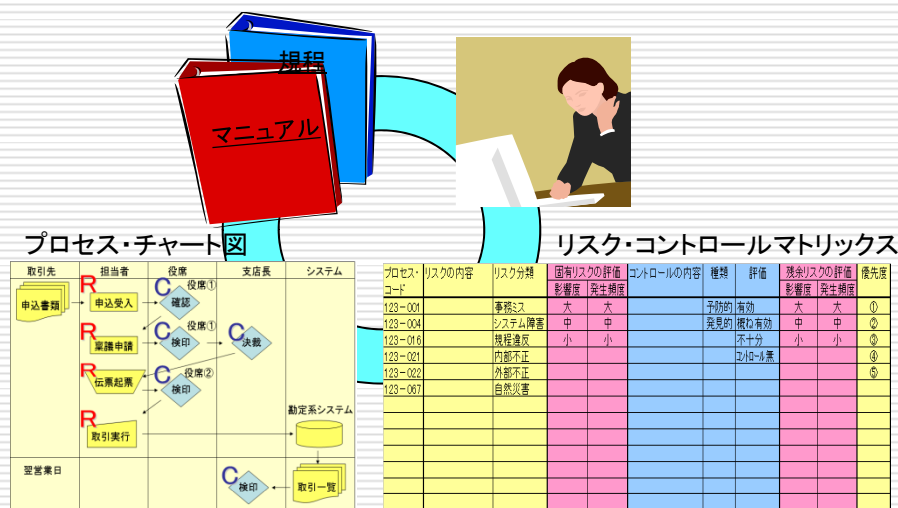 規程
マニュアル
プロセス・チャート図
リスク・コントロールマトリックス
取引先 担当者 役席 支店長 システム
申込書類 R 申込受入 C 役席① 確認
R 稟議申請 C 役席① 検印 C 決裁
R 伝票起票 C 役席② 検印
R 取引実行 勘定系システム
翌営業日 C 検印 取引一覧
プロセス・コード リスクの内容 リスク分類 固有リスクの評価 コントロールの内容 種類 評価 残余リスクの評価 優先度
影響度 発生頻度 影響度 発生頻度
123-001 事務ミス 大 大 予防的 有効 大 大 ①
123-004 システム障害 中 中 発見的 概ね有効 中 中 ②
123-016 規程違反 小 小 不十分 小 小 ③
123-021 内部不正 コントロール無 ④
123-022 外部不正 ⑤
123-067 自然災害